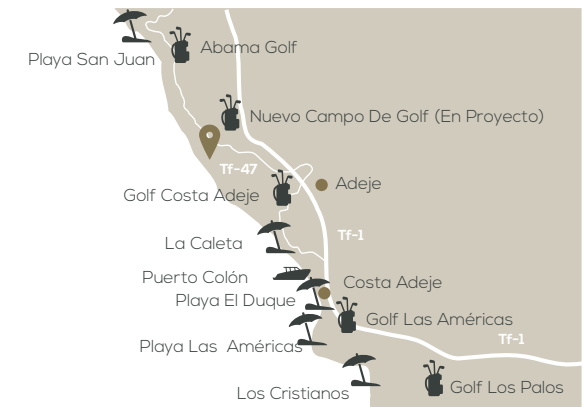 Abama Golf
Playa San Juan
Nuevo Campo De Golf (En Proyecto)
Tf-47
Adeje
Golf Costa Adeje
Tf-1
La Caleta
Puerto Colón
Costa Adeje
Playa El Duque
Golf Las Américas
Tf-1
Playa Las Américas
Golf Los Palos
Los Cristianos